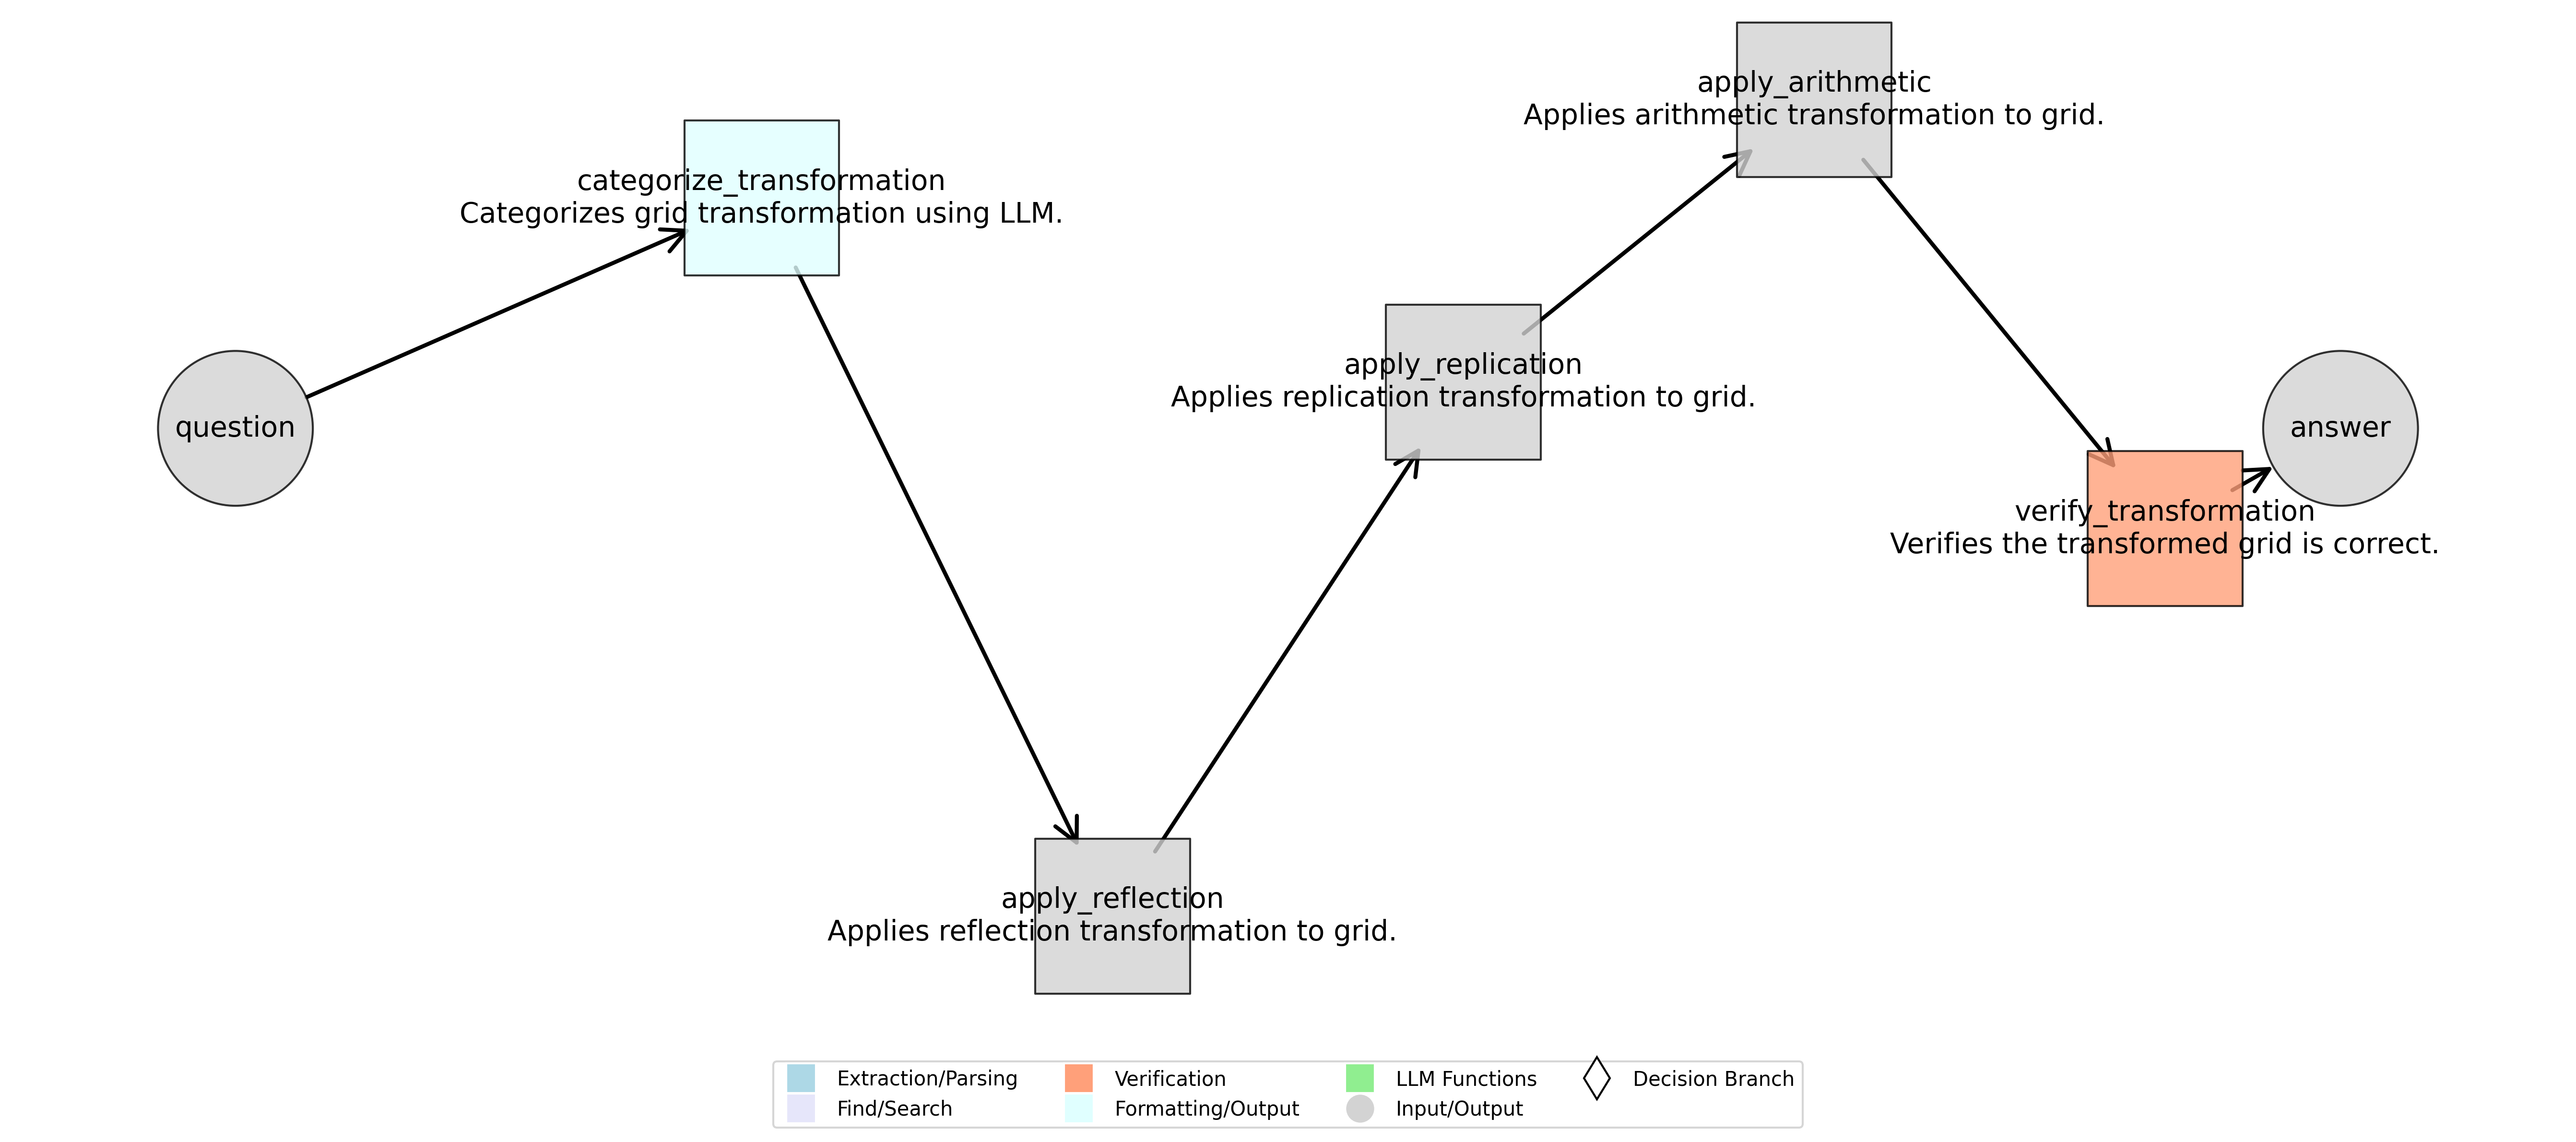 apply_arithmetic
Applies arithmetic transformation to grid.
categorize_transformation
Categorizes grid transformation using LLM.
apply_replication
Applies replication transformation to grid.
question
answer
verify_transformation
Verifies the transformed grid is correct.
apply_reflection
Applies reflection transformation to grid.
Extraction/Parsing
Find/Search
Verification
Formatting/Output
LLM Functions
Input/Output
Decision Branch